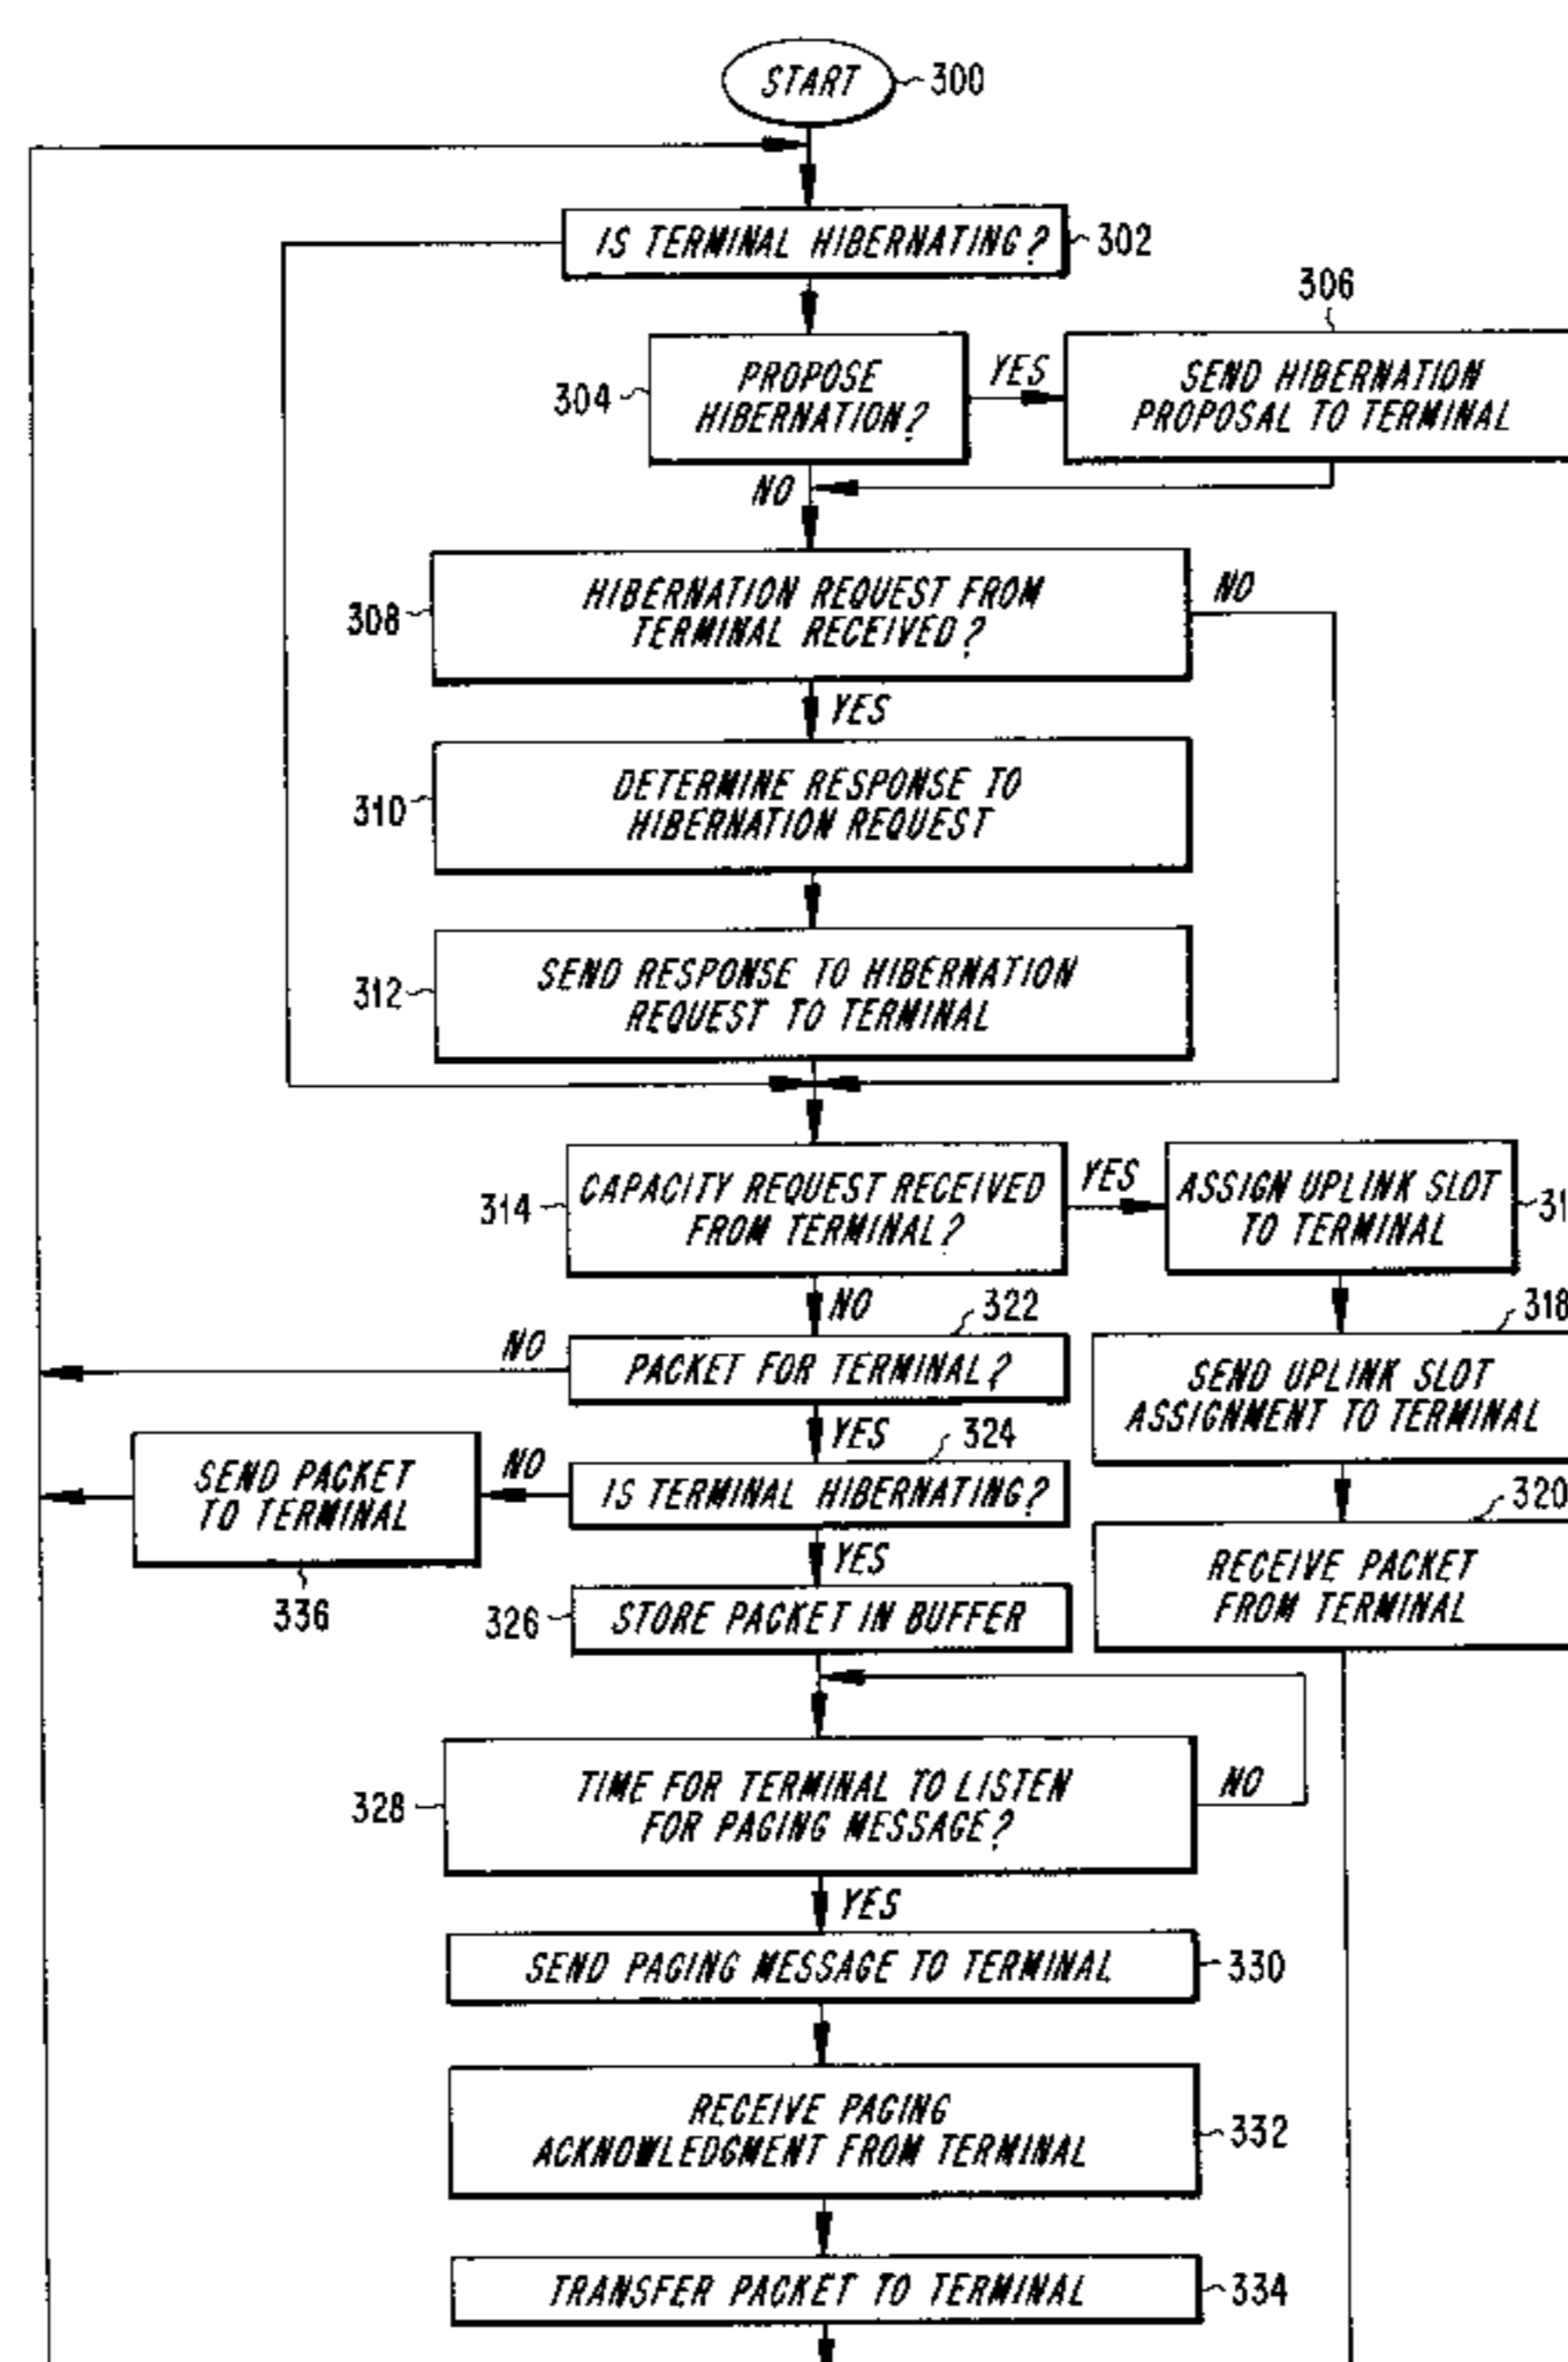 START
300
IS TERMINAL HIBERNATING?
302
306
304
PROPOSE
HIBERNATION?
YES
SEND HIBERNATION
PROPOSAL TO TERMINAL
NO
308
HIBERNATION REQUEST FROM
TERMINAL RECEIVED?
NO
YES
310
DETERMINE RESPONSE TO
HIBERNATION REQUEST
312
SEND RESPONSE TO HIBERNATION
REQUEST TO TERMINAL
314
CAPACITY REQUEST RECEIVED
FROM TERMINAL?
YES
ASSIGN UPLINK SLOT
TO TERMINAL
31
NO
322
318
NO
PACKET FOR TERMINAL?
SEND UPLINK SLOT
ASSIGNMENT TO TERMINAL
YES
324
SEND PACKET
TO TERMINAL
NO
IS TERMINAL HIBERNATING?
320
336
YES
RECEIVE PACKET
FROM TERMINAL
326
STORE PACKET IN BUFFER
328
TIME FOR TERMINAL TO LISTEN
FOR PAGING MESSAGE?
NO
YES
SEND PAGING MESSAGE TO TERMINAL
330
RECEIVE PAGING
ACKNOWLEDGMENT FROM TERMINAL
332
TRANSFER PACKET TO TERMINAL
334